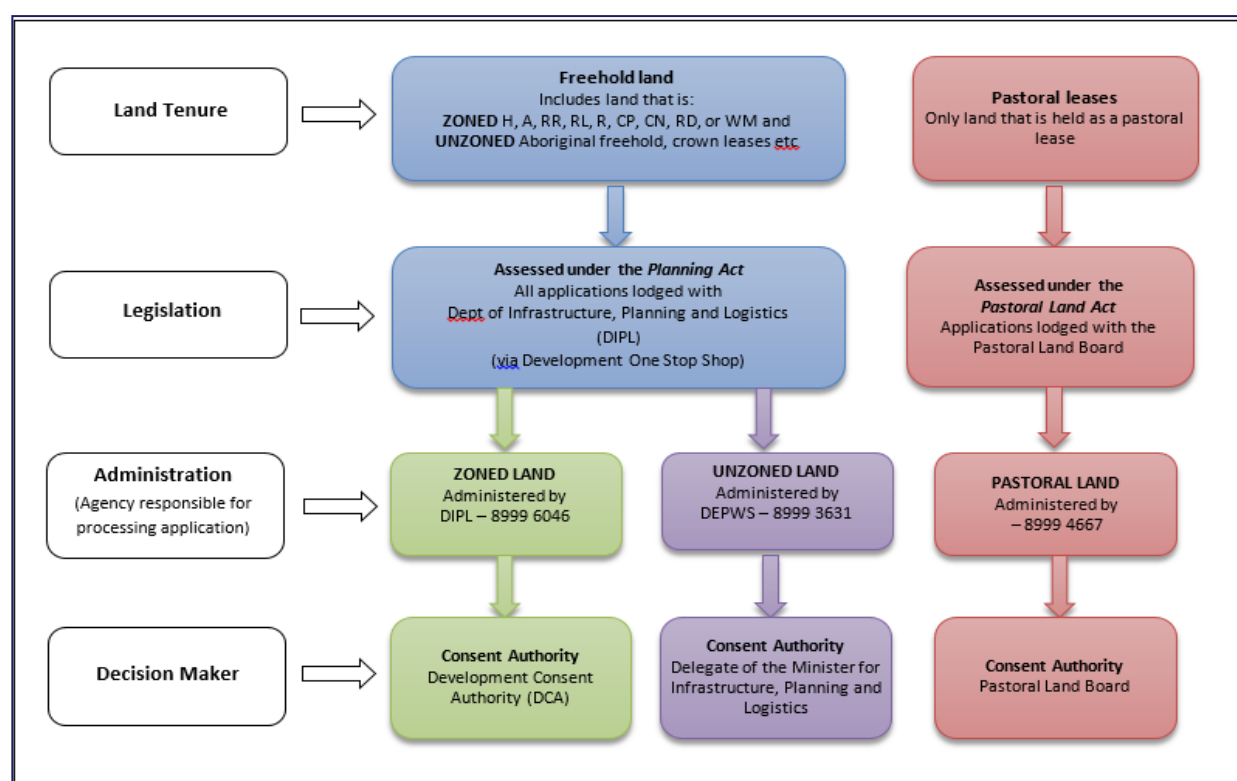 Land Tenure
Freehold land
Includes land that is:
ZONED H, A, RR, RL, R, CP, CN, RD, or WM and
UNZONED Aboriginal freehold, crown leases etc
Pastoral leases
Only land that is held as a pastoral
lease
Legislation
Assessed under the Planning Act
All applications lodged with
Dept of Infrastructure, Planning and Logistics
(DIPL)
(via Development One Stop Shop)
Assessed under the
Pastoral Land Act
Applications lodged with the
Pastoral Land Board
Administration
(Agency responsible for
processing application)
ZONED LAND
Administered by
DIPL – 8999 6046
UNZONED LAND
Administered by
DEPWS – 8999 3631
PASTORAL LAND
Administered by
– 8999 4667
Decision Maker
Consent Authority
Development Consent
Authority (DCA)
Consent Authority
Delegate of the Minister for
Infrastructure, Planning and
Logistics
Consent Authority
Pastoral Land Board